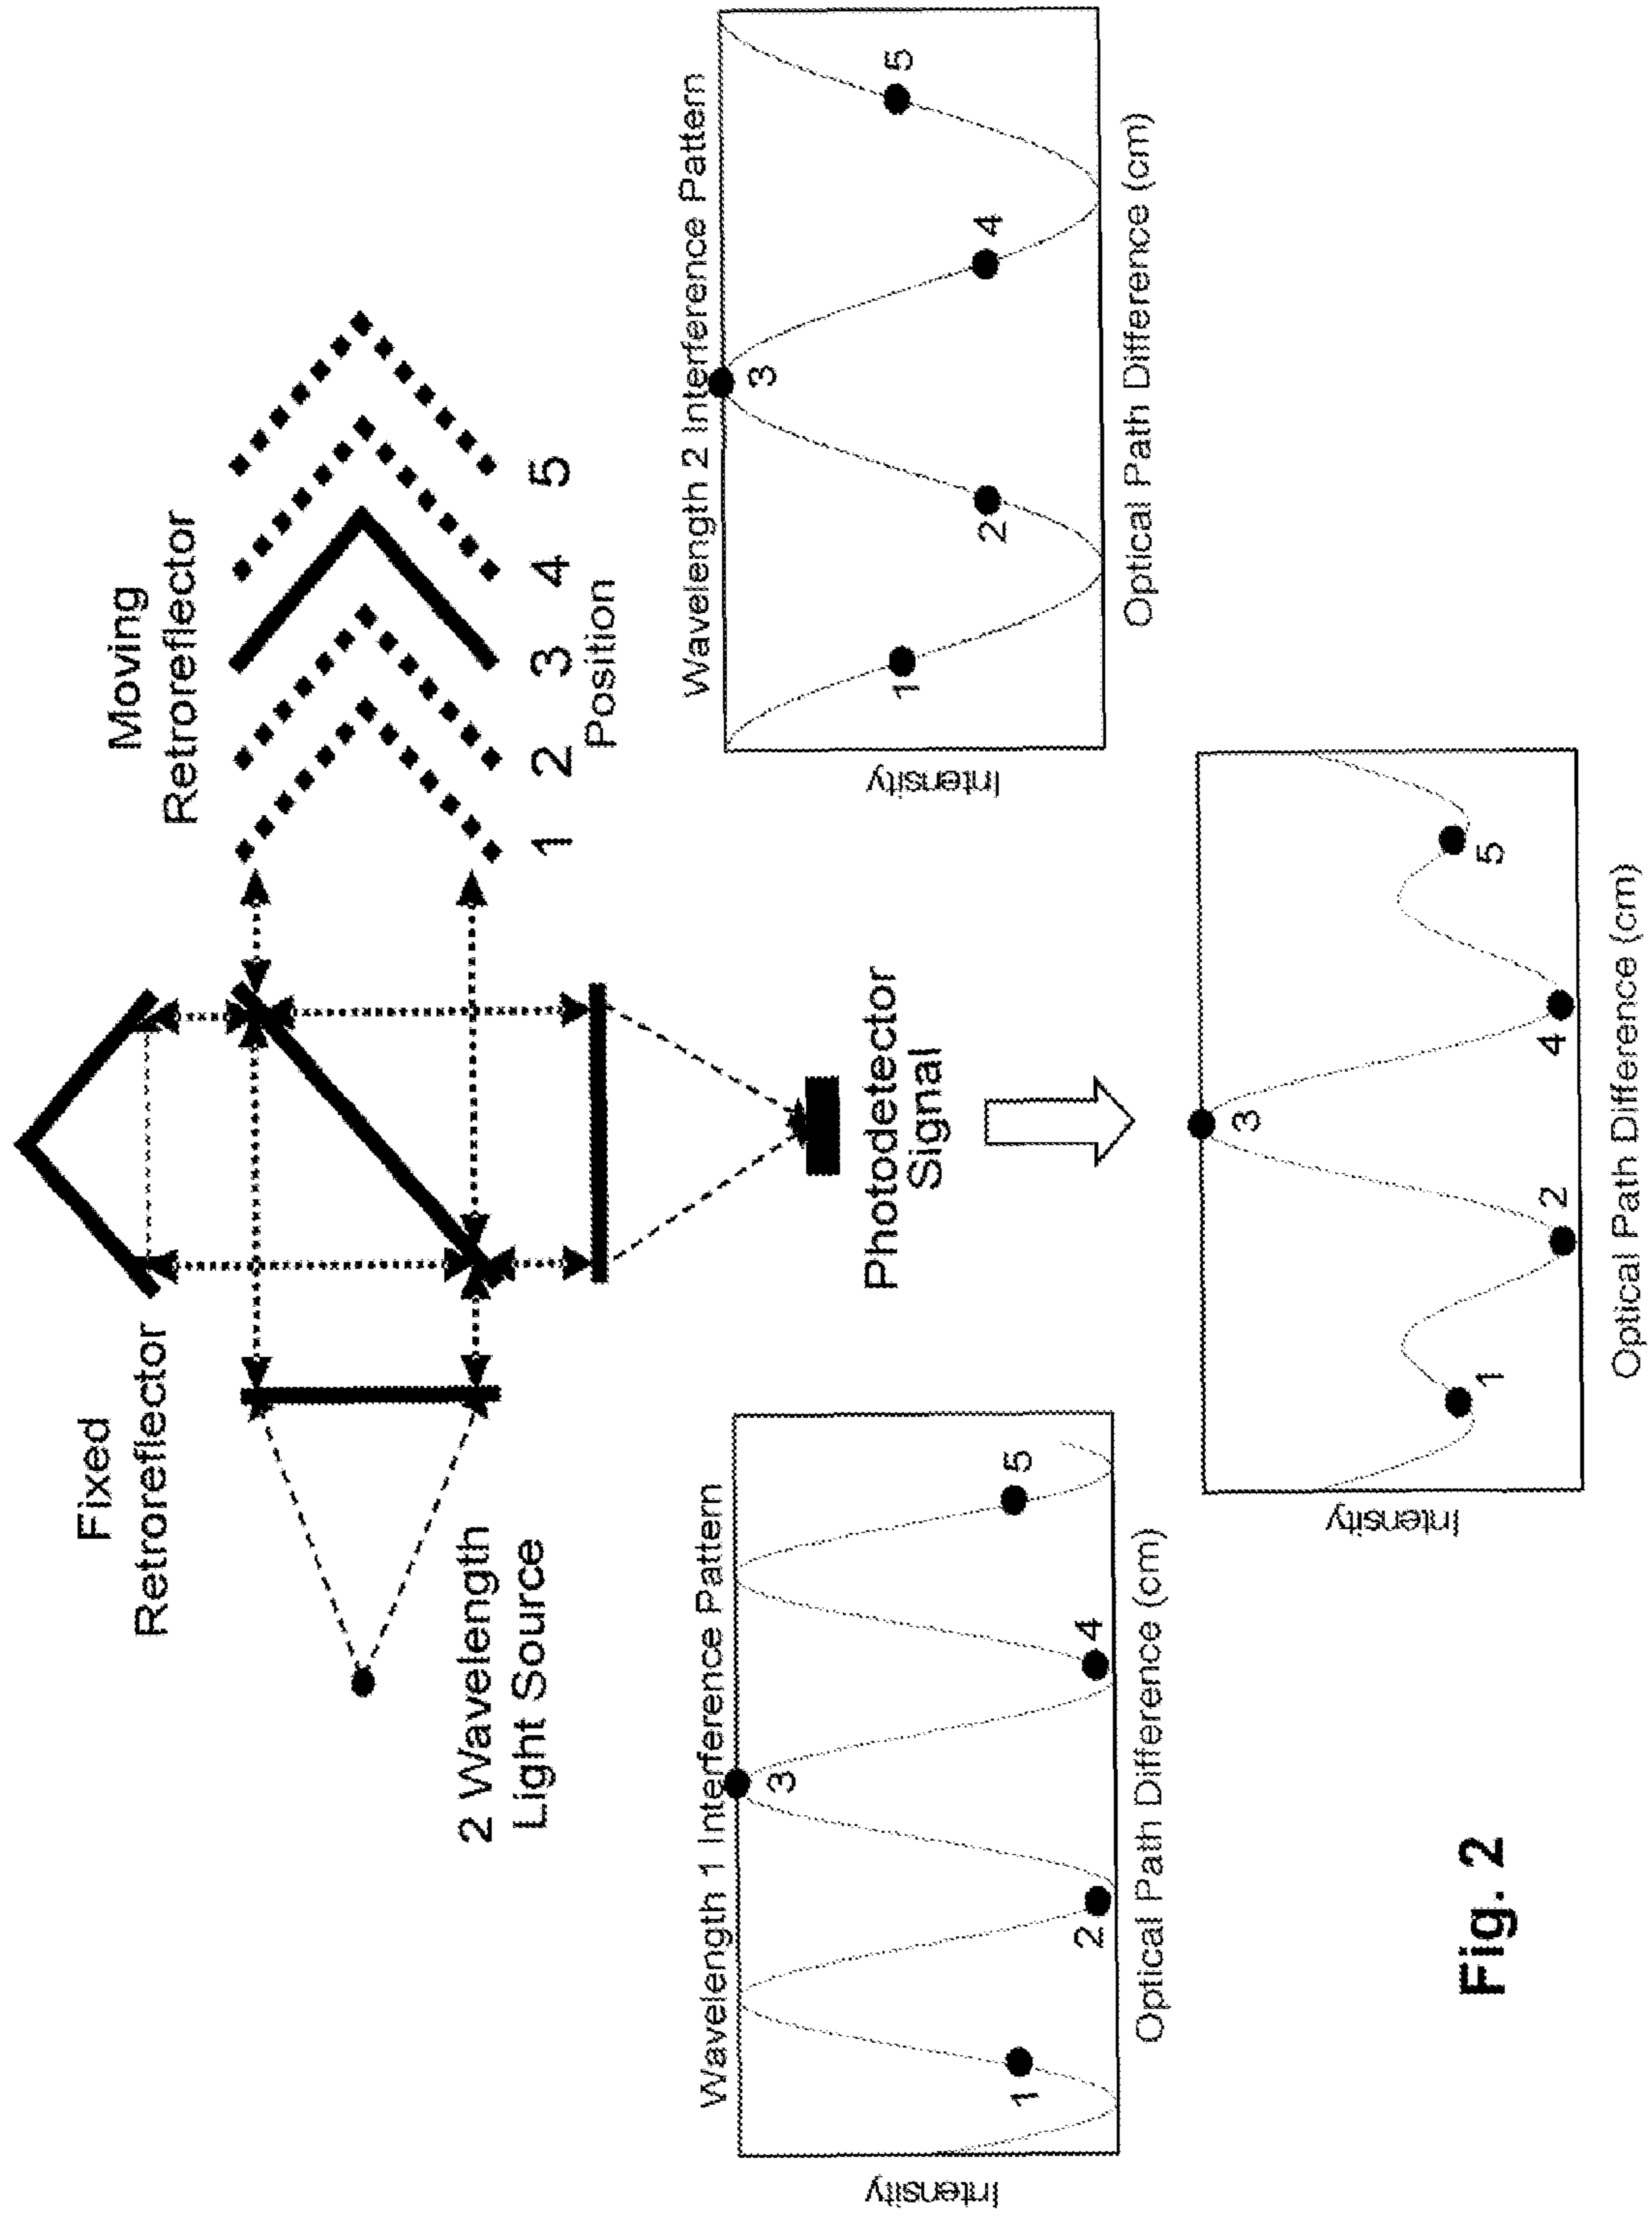 Fixed
Retroreflector
Moving
Retroreflector
2 Wavelength
Light Source
1 2 3 4 5
Position
Photodetector
Signal
Wavelength 1 Interference Pattern
Intensity
1
2
3
4
5
Optical Path Difference (cm)
Wavelength 2 Interference Pattern
Intensity
1
2
3
4
5
Optical Path Difference (cm)
Intensity
1
2
3
4
5
Optical Path Difference (cm)
Fig. 2